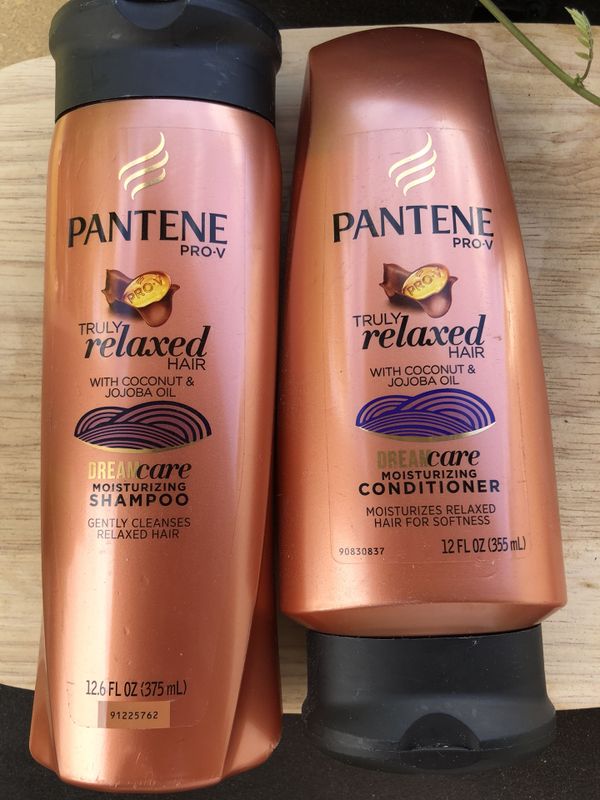 PANTENE
PRO-V
PRO-V
TRULY
relaxed
HAIR
WITH COCONUT &
JOJOBA OIL
DREAMcare
MOISTURIZING
SHAMPOO
GENTLY CLEANSES
RELAXED HAIR
12.6 FL OZ (375 mL)
91225762
PANTENE
PRO-V
PRO-V
TRULY
relaxed
HAIR
WITH COCONUT &
JOJOBA OIL
DREAMcare
MOISTURIZING
CONDITIONER
MOISTURIZES RELAXED
HAIR FOR SOFTNESS
90830837
12 FL OZ (355 mL)